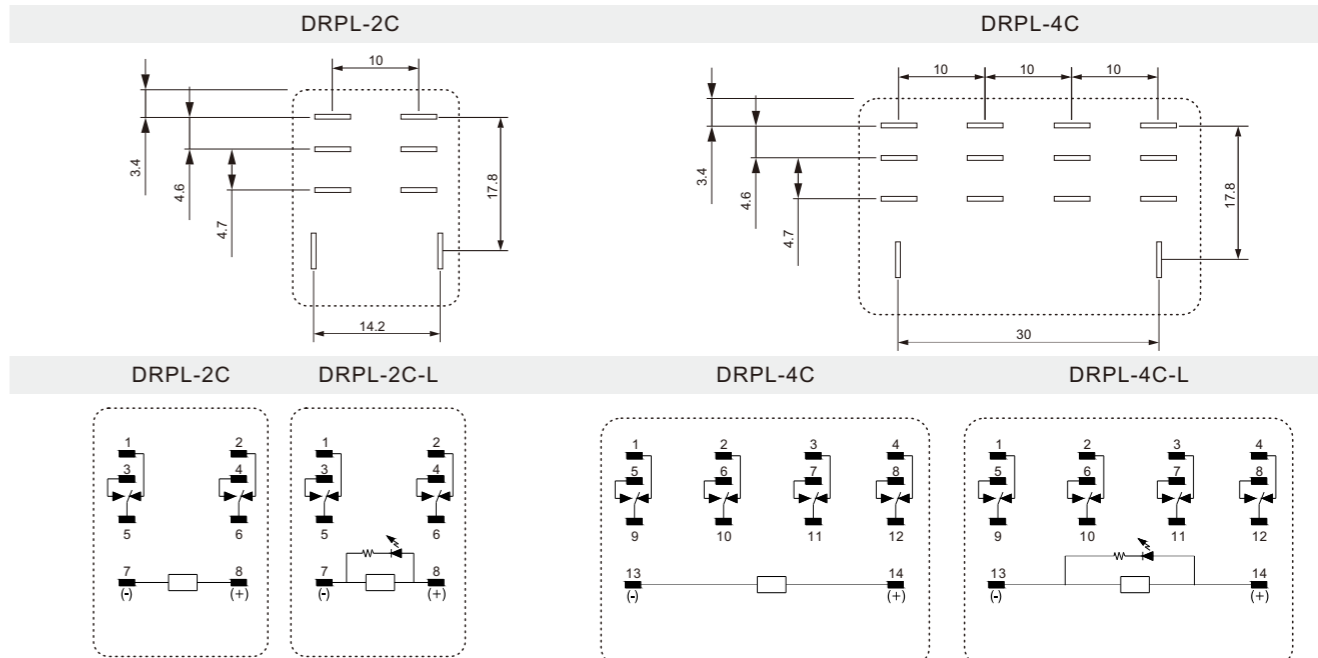 DRPL-2C DRPL-4C
10 10 10 10
3.4 4.6 4.7 17.8 3.4 4.6 4.7 17.8
14.2 30
DRPL-2C DRPL-2C-L DRPL-4C DRPL-4C-L
1 2 1 2 1 2 3 4 1 2 3 4
3 4 3 4 5 6 7 8 5 6 7 8
5 6 5 6 9 10 11 12 9 10 11 12
7 8 7 8 13 14 13 14
(-) (+) (-) (+) (-) (+) (-) (+)